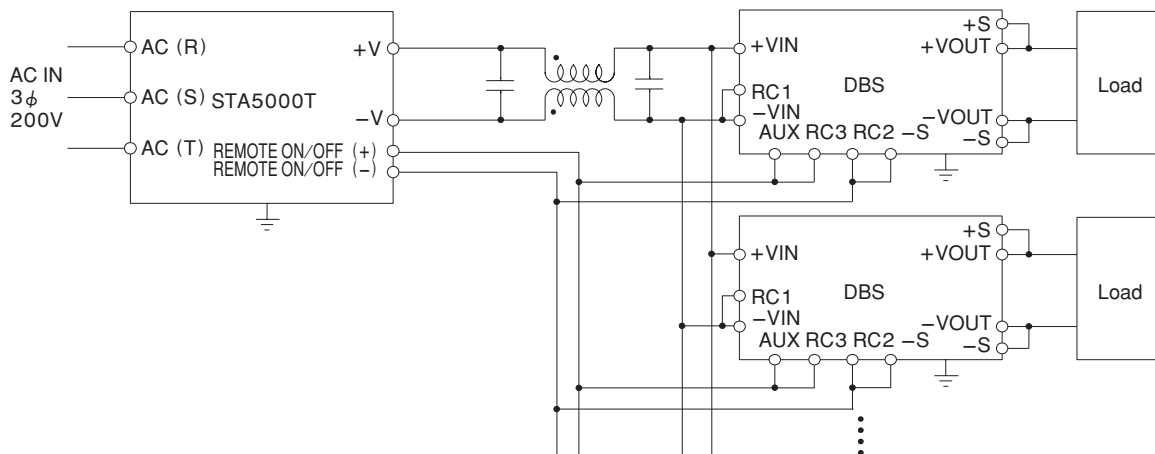 AC IN
3φ
200V
AC (R)
AC (S)
AC (T)
STA5000T
+V
−V
REMOTE ON/OFF (+)
REMOTE ON/OFF (−)
+VIN
RC1
−VIN
DBS
+S
+VOUT
−VOUT
−S
AUX RC3 RC2 −S
Load
+VIN
RC1
−VIN
DBS
+S
+VOUT
−VOUT
−S
AUX RC3 RC2 −S
Load